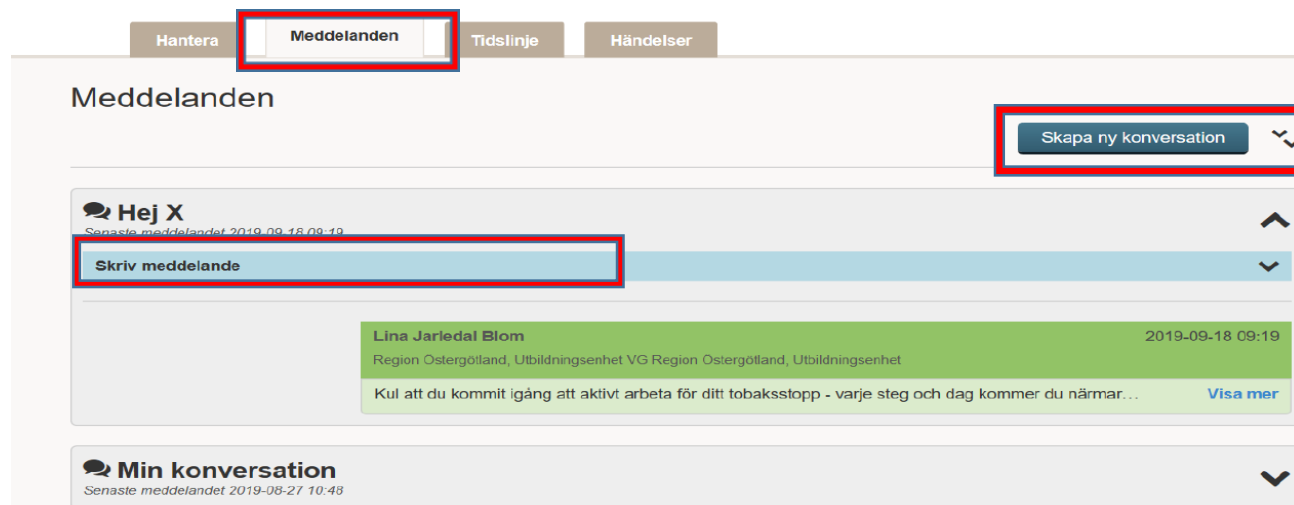 Hantera Meddelanden Tidslinje Händelser
Meddelanden
Skapa ny konversation
Hej X
Senaste meddelandet 2019-09-18 09:19
Skriv meddelande
Lina Jarledal Blom 2019-09-18 09:19
Region Ostergötland, Utbildningsenhet VG Region Ostergötland, Utbildningsenhet
Kul att du kommit igång att aktivt arbeta för ditt tobaksstopp - varje steg och dag kommer du närmar… Visa mer
Min konversation
Senaste meddelandet 2019-08-27 10:48